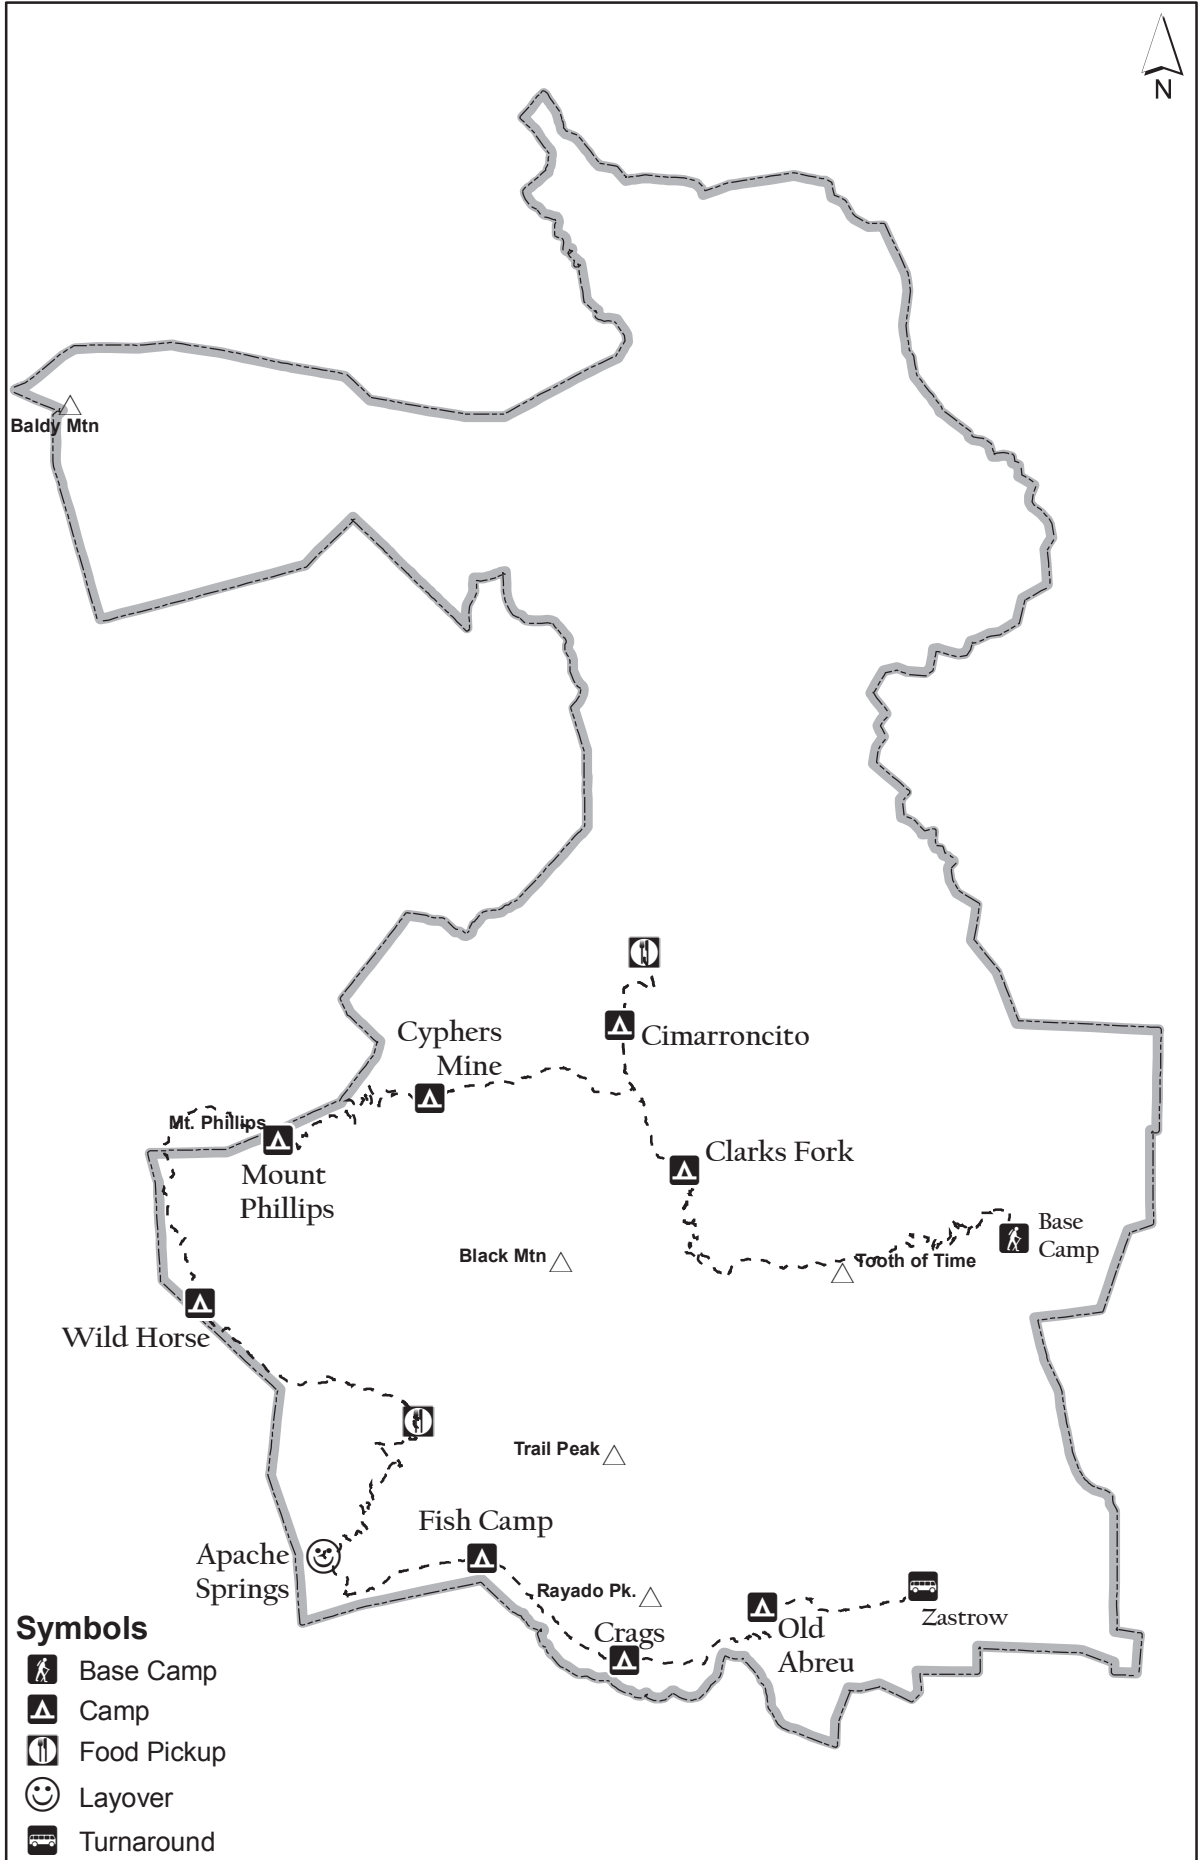 N
Baldy Mtn
Cyphers
Mine
Cimarroncito
Mt. Phillips
Mount
Phillips
Clarks Fork
Base
Camp
Black Mtn
Tooth of Time
Wild Horse
Trail Peak
Fish Camp
Apache
Springs
Rayado Pk.
Crags
Old
Abreu
Zastrow
Symbols
Base Camp
Camp
Food Pickup
Layover
Turnaround